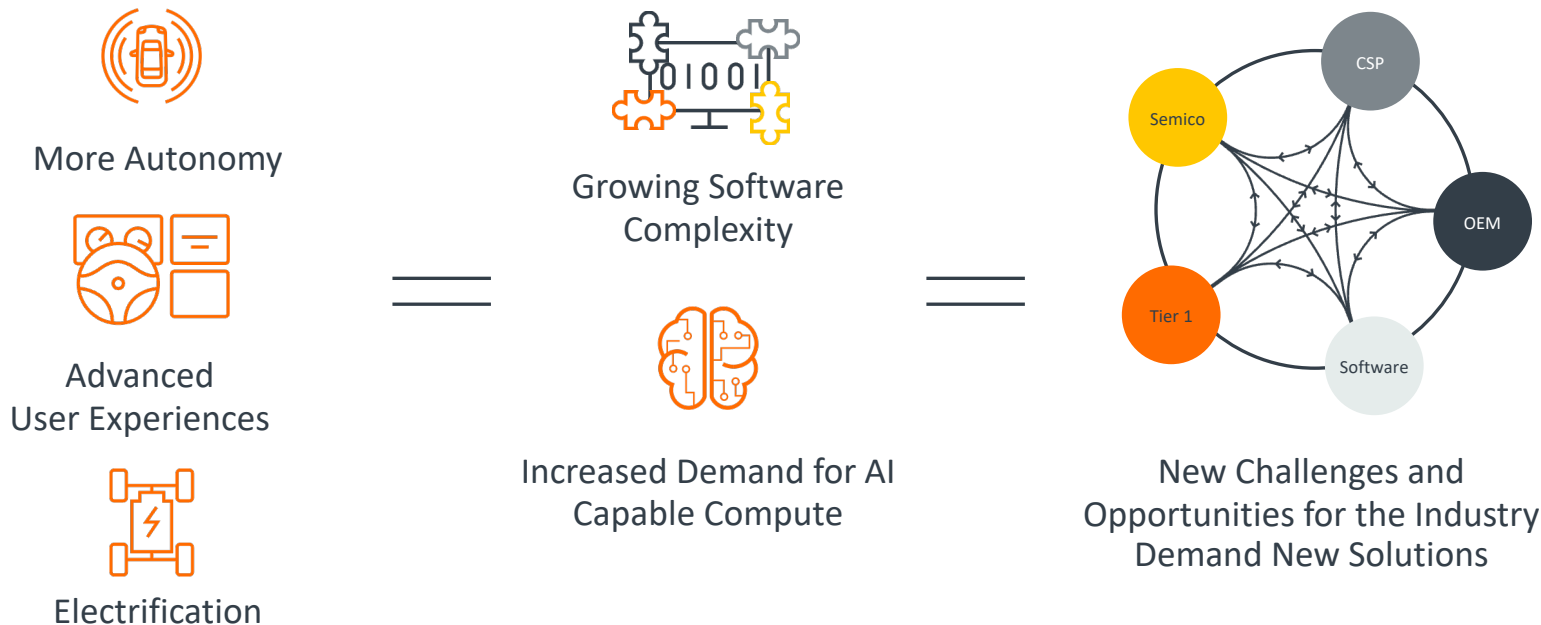 More Autonomy
Advanced
User Experiences
Electrification
01001
Growing Software
Complexity
Increased Demand for AI
Capable Compute
CSP
Semico
OEM
Tier 1
Software
New Challenges and
Opportunities for the Industry
Demand New Solutions